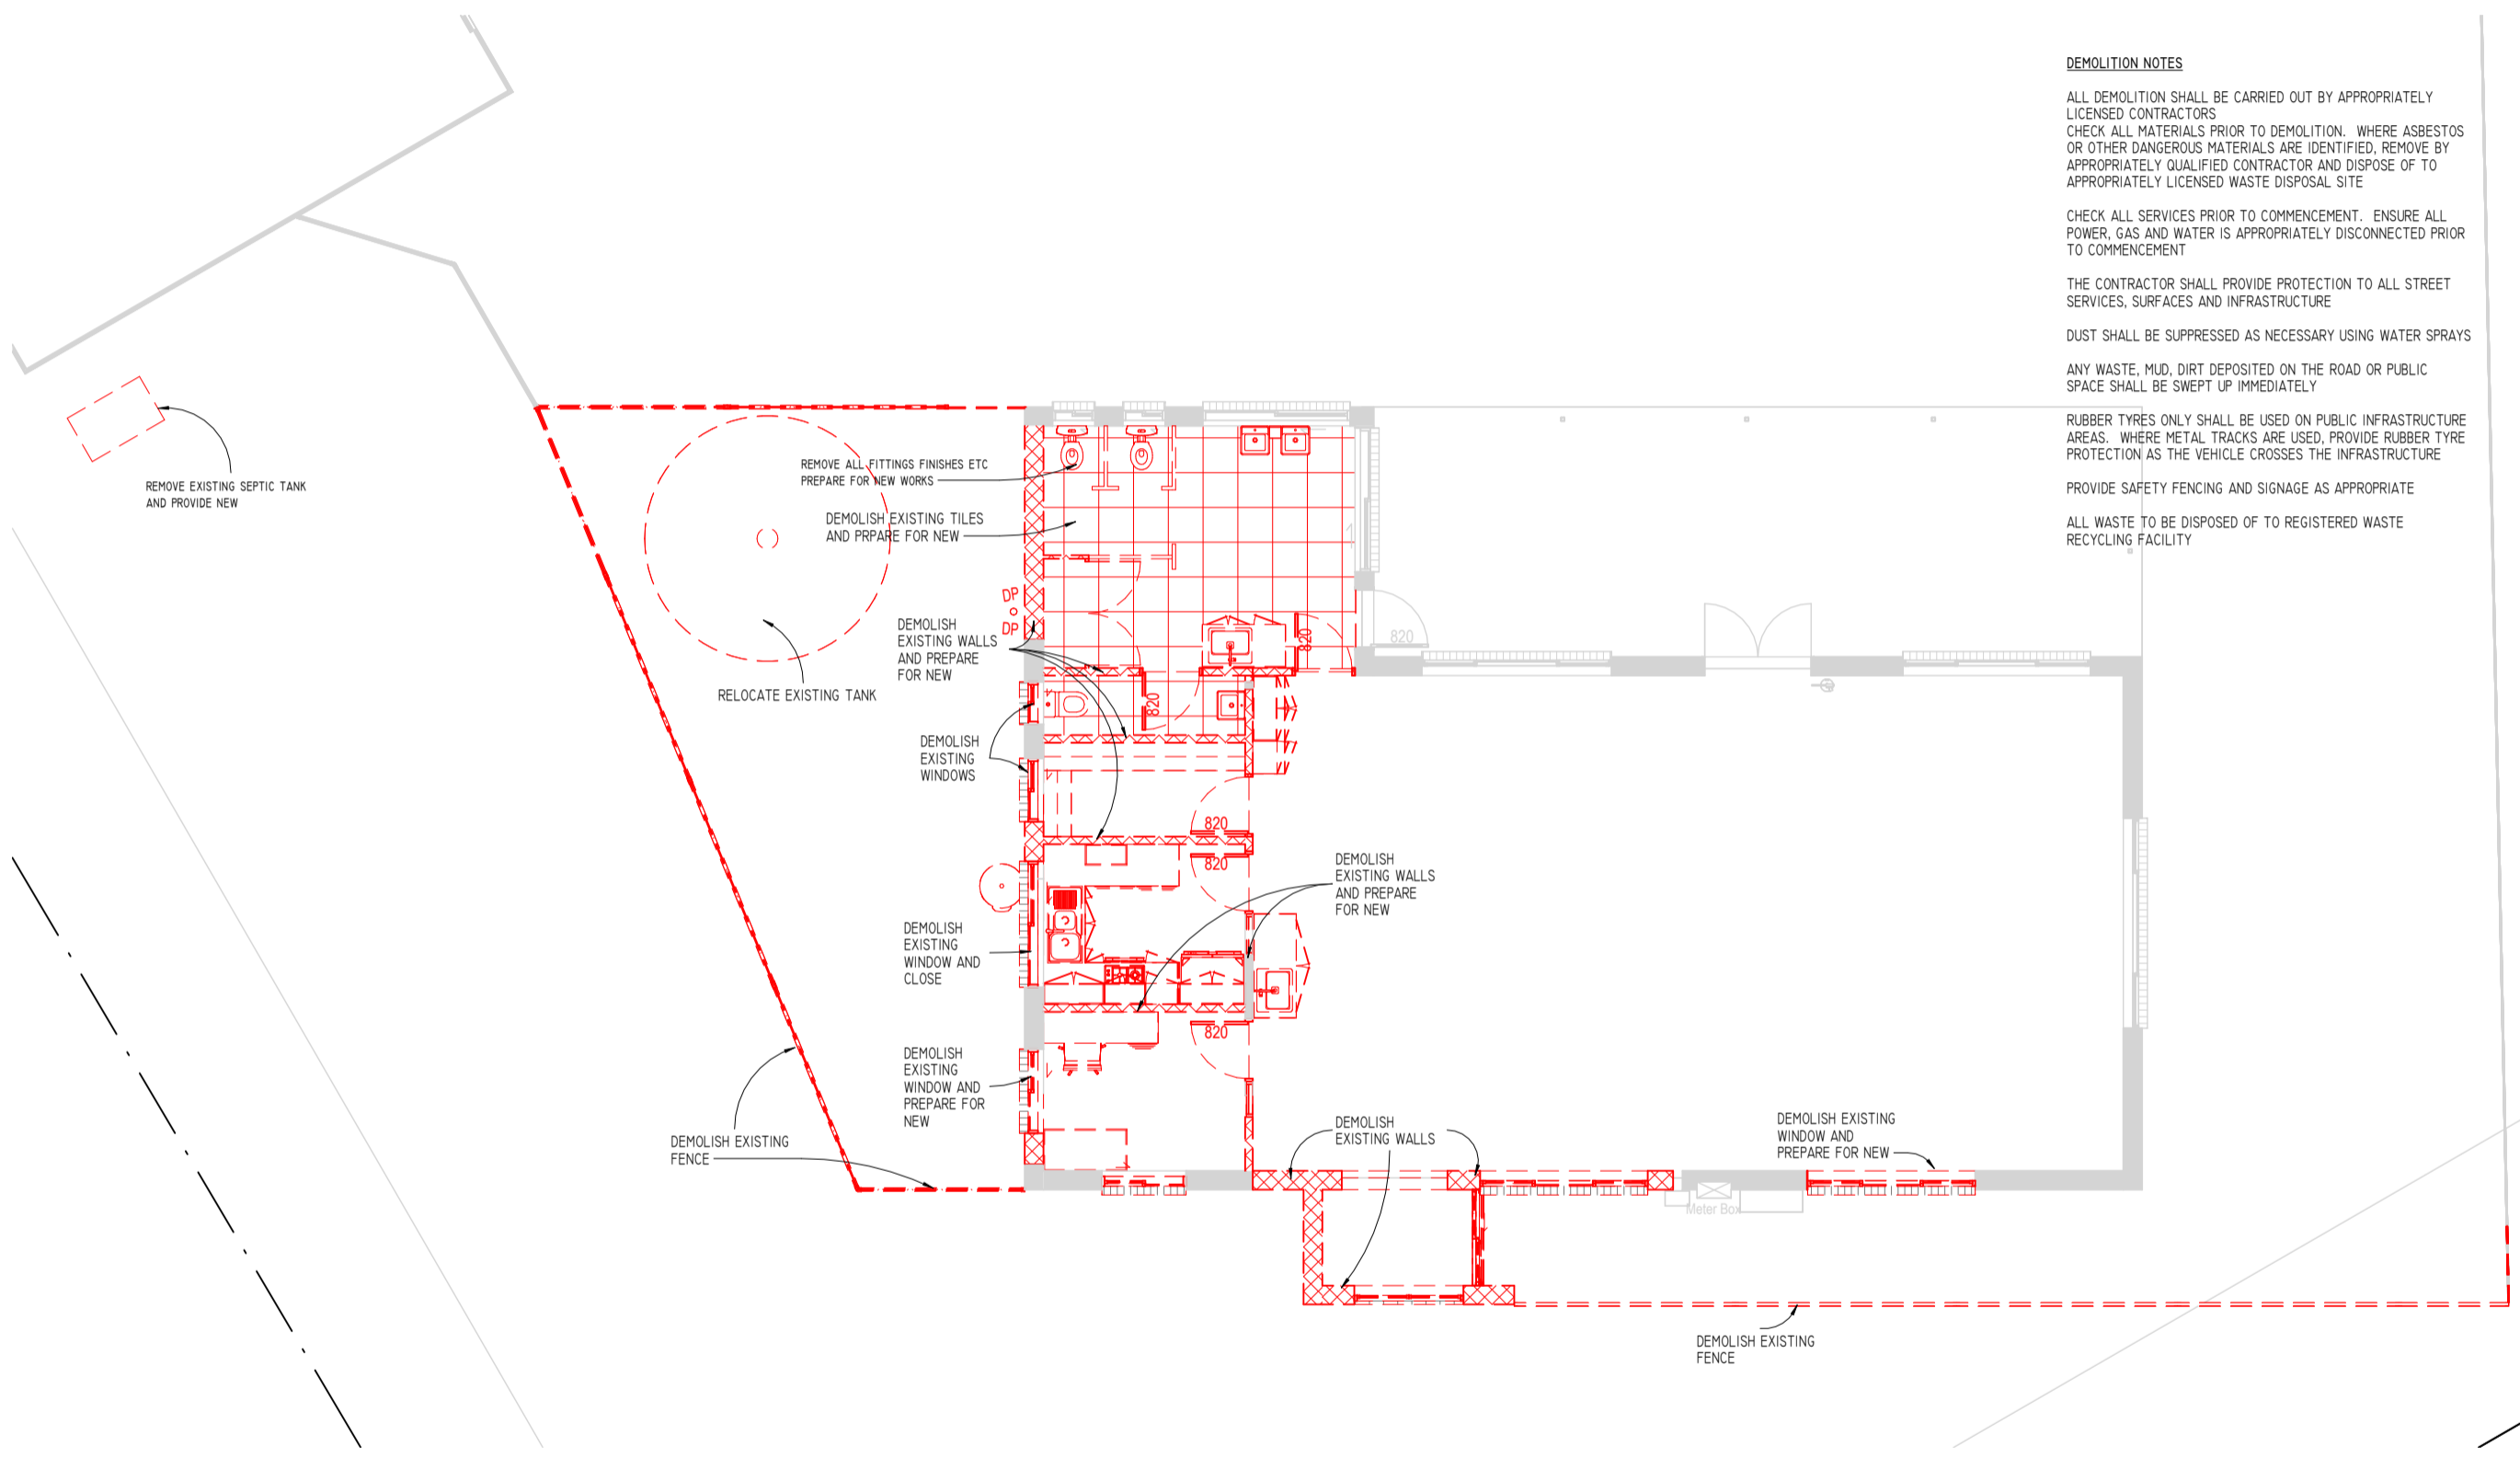 DEMOLITION NOTES
ALL DEMOLITION SHALL BE CARRIED OUT BY APPROPRIATELY
LICENSED CONTRACTORS
CHECK ALL MATERIALS PRIOR TO DEMOLITION. WHERE ASBESTOS
OR OTHER DANGEROUS MATERIALS ARE IDENTIFIED, REMOVE BY
APPROPRIATELY QUALIFIED CONTRACTOR AND DISPOSE OF TO
APPROPRIATELY LICENSED WASTE DISPOSAL SITE
CHECK ALL SERVICES PRIOR TO COMMENCEMENT. ENSURE ALL
POWER, GAS AND WATER IS APPROPRIATELY DISCONNECTED PRIOR
TO COMMENCEMENT
THE CONTRACTOR SHALL PROVIDE PROTECTION TO ALL STREET
SERVICES, SURFACES AND INFRASTRUCTURE
DUST SHALL BE SUPPRESSED AS NECESSARY USING WATER SPRAYS
ANY WASTE, MUD, DIRT DEPOSITED ON THE ROAD OR PUBLIC
SPACE SHALL BE SWEPT UP IMMEDIATELY
RUBBER TYRES ONLY SHALL BE USED ON PUBLIC INFRASTRUCTURE
AREAS. WHERE METAL TRACKS ARE USED, PROVIDE RUBBER TYRE
PROTECTION AS THE VEHICLE CROSSES THE INFRASTRUCTURE
PROVIDE SAFETY FENCING AND SIGNAGE AS APPROPRIATE
ALL WASTE TO BE DISPOSED OF TO REGISTERED WASTE
RECYCLING FACILITY
REMOVE EXISTING SEPTIC TANK
AND PROVIDE NEW
REMOVE ALL FITTINGS FINISHES ETC
PREPARE FOR NEW WORKS
DEMOLISH EXISTING TILES
AND PRPARE FOR NEW
DP
DP
DEMOLISH
EXISTING WALLS
AND PREPARE
FOR NEW
RELOCATE EXISTING TANK
820
820
820
DEMOLISH
EXISTING
WINDOWS
820
820
DEMOLISH
EXISTING WALLS
AND PREPARE
FOR NEW
DEMOLISH
EXISTING
WINDOW AND
CLOSE
820
DEMOLISH
EXISTING
WINDOW AND
PREPARE FOR
NEW
DEMOLISH EXISTING
FENCE
DEMOLISH
EXISTING WALLS
DEMOLISH EXISTING
WINDOW AND
PREPARE FOR NEW
Meter Box
DEMOLISH EXISTING
FENCE